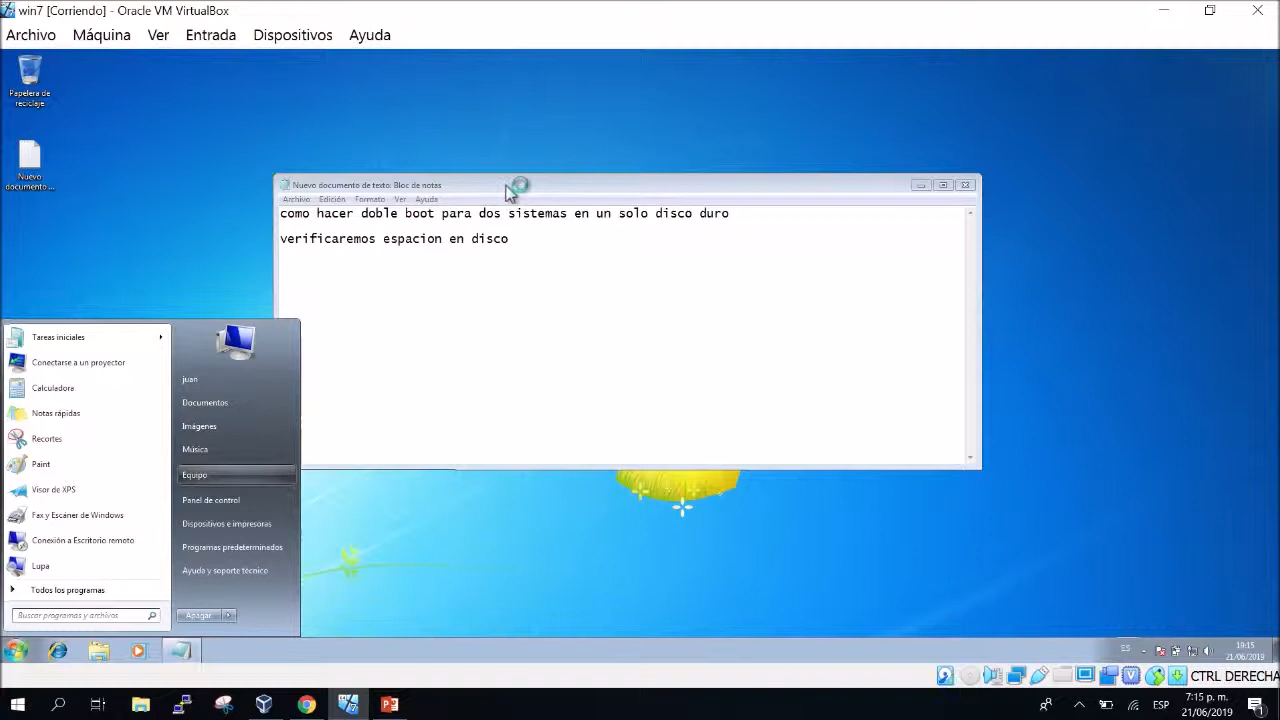 win7 [Corriendo] - Oracle VM VirtualBox
Archivo Máquina Ver Entrada Dispositivos Ayuda
Papelera de
reciclaje
Nuevo
documento ...
Nuevo documento de texto: Bloc de notas
Archivo Edición Formato Ver Ayuda
como hacer doble boot para dos sistemas en un solo disco duro
verificaremos espacion en disco
Tareas iniciales
Conectarse a un proyector
Calculadora
Notas rápidas
Recortes
Paint
Visor de XPS
Fax y Escáner de Windows
Conexión a Escritorio remoto
Lupa
Todos los programas
Buscar programas y archivos
juan
Documentos
Imágenes
Música
Equipo
Panel de control
Dispositivos e impresoras
Programas predeterminados
Ayuda y soporte técnico
Apagar
ES
19:15
21/06/2019
CTRL DERECHA
ESP
7:15 p. m.
21/06/2019
1